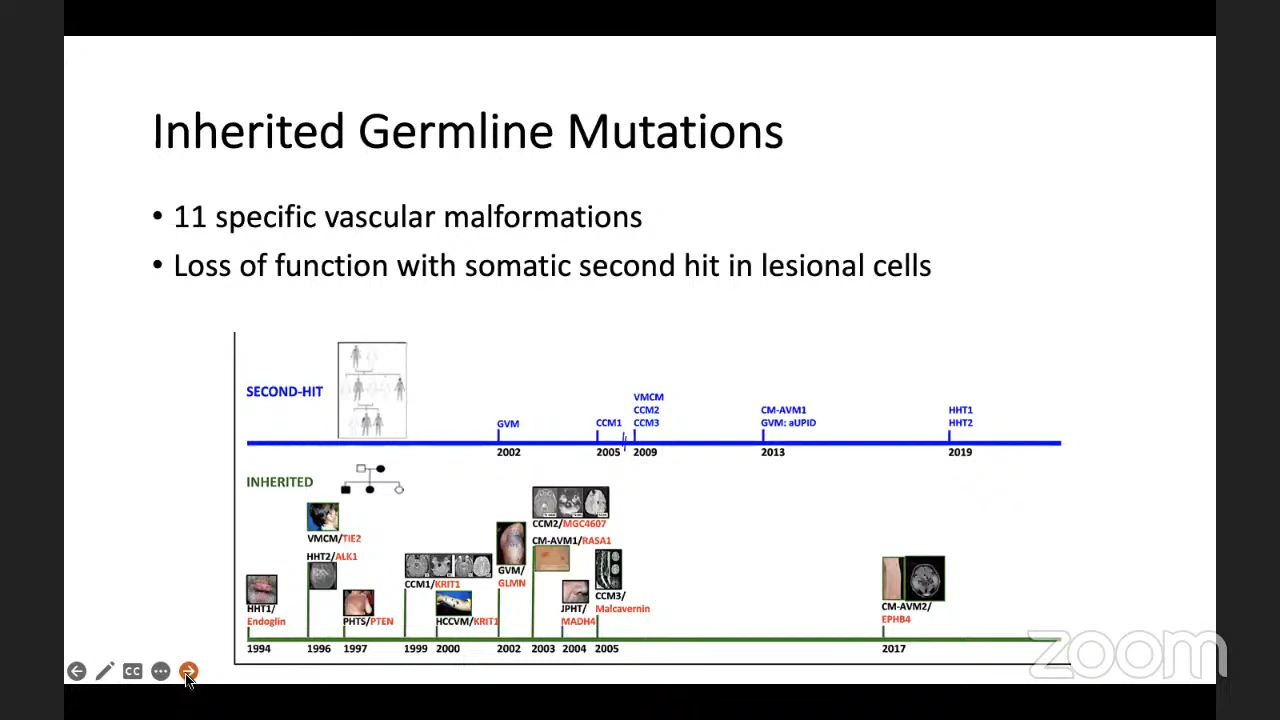 Inherited Germline Mutations
• 11 specific vascular malformations
• Loss of function with somatic second hit in lesional cells
SECOND-HIT
GVM
CCM1
VMCM
CCM2
CCM3
CM-AVM1
GVM: aUPID
HHT1
HHT2
2002
2005
2009
2013
2019
INHERITED
HHT1/
Endoglin
VMCM/TIE2
HHT2/ALK1
PHTS/PTEN
CCM1/KRIT1
HCCVM/KRIT1
GVM/
GLMN
CCM2/MGC4607
CM-AVM1/RASA1
JPHT/
MADH4
CCM3/
Malcavernin
CM-AVM2/
EPHB4
1994
1996
1997
1999
2000
2002
2003
2004
2005
2017
CC
zoom